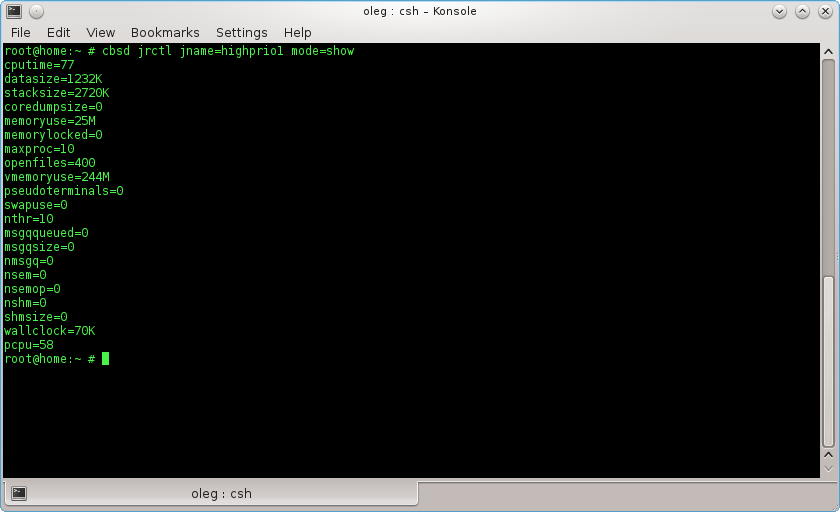 oleg : csh – Konsole
File Edit View Bookmarks Settings Help
root@home:~ # cbsd jrctl jname=highprio1 mode=show
cputime=77
datasize=1232K
stacksize=2720K
coredumpsize=0
memoryuse=25M
memorylocked=0
maxproc=10
openfiles=400
vmemoryuse=244M
pseudoterminals=0
swapuse=0
nthr=10
msgqqueued=0
msgqsize=0
nmsgq=0
nsem=0
nsemop=0
nshm=0
shmsize=0
wallclock=70K
pcpu=58
root@home:~ #
oleg : csh